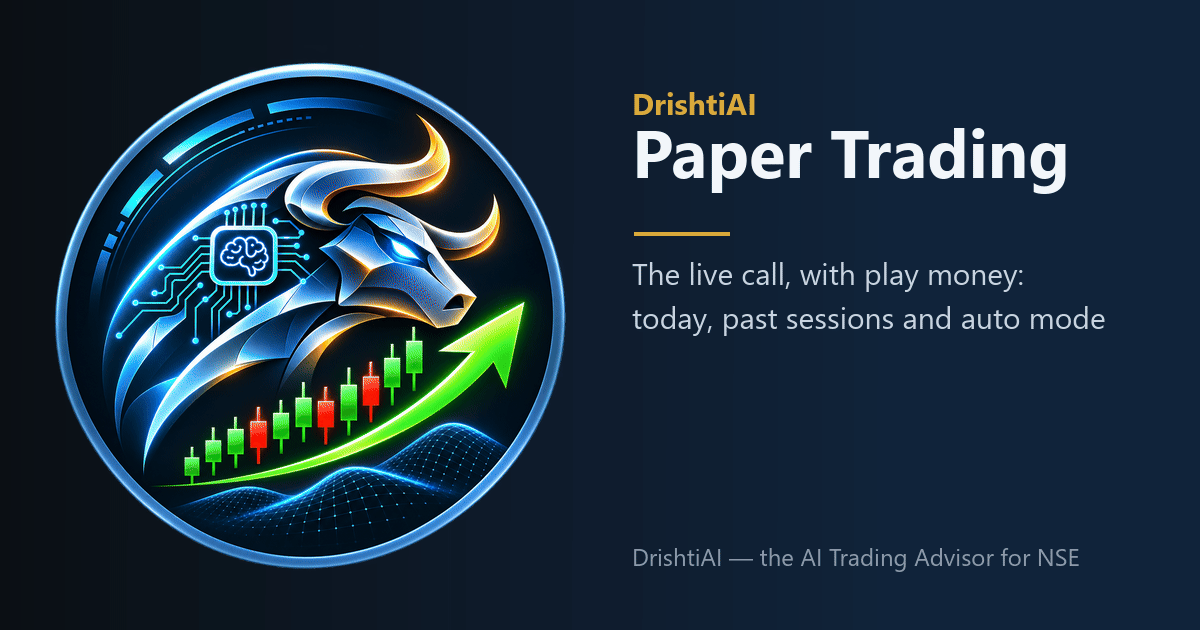 DrishtiAI
Paper Trading
The live call, with play money:
today, past sessions and auto mode
DrishtiAI — the AI Trading Advisor for NSE